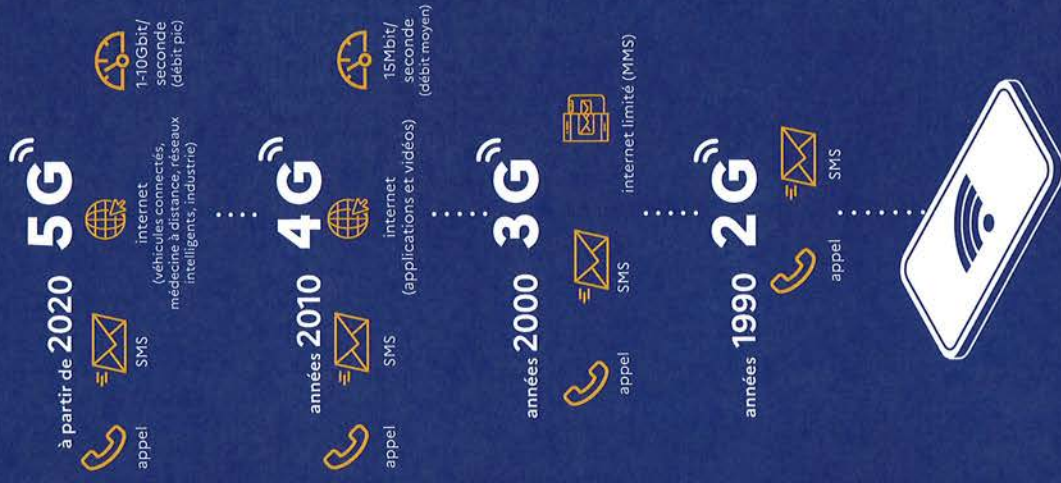 à partir de 2020 5G
appel
SMS
internet
(véhicules connectés,
médecine à distance, réseaux
intelligents, industrie)
1-10Gbit/
seconde
(débit pic)
années 2010 4G
appel
SMS
internet
(applications et vidéos)
15Mbit/
seconde
(débit moyen)
années 2000 3G
appel
SMS
internet limité (MMS)
années 1990 2G
appel
SMS